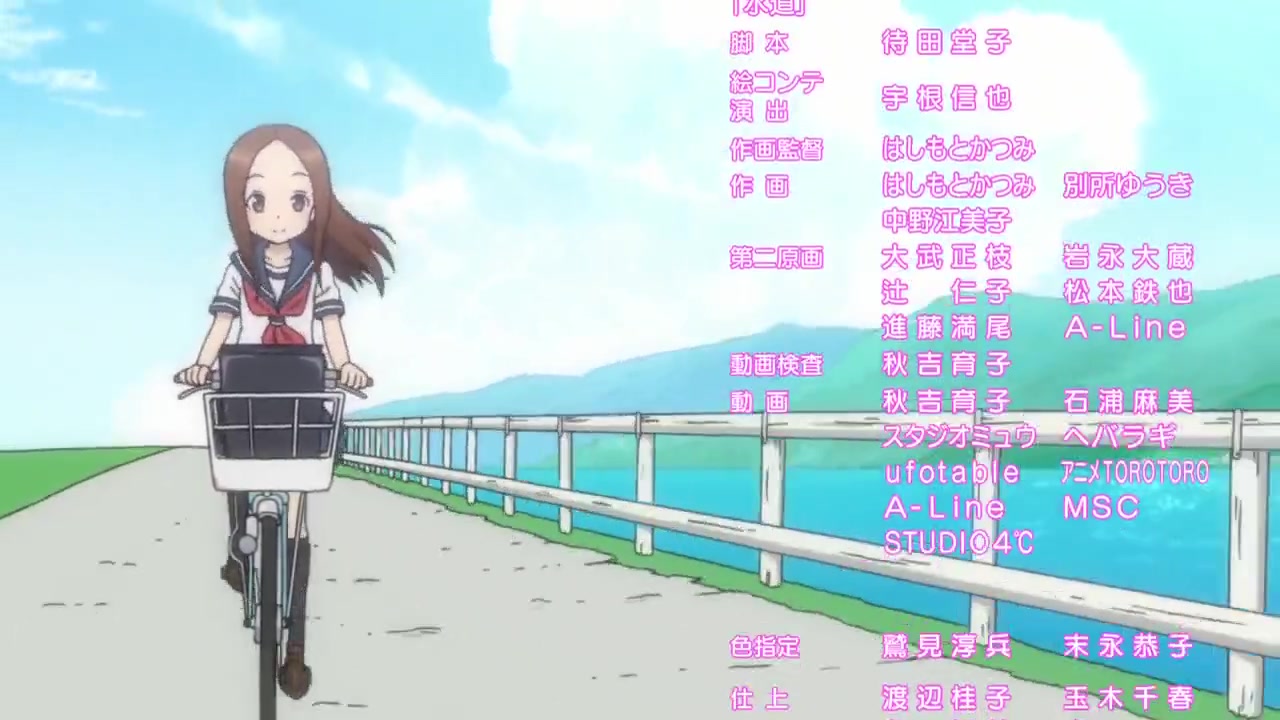 「水道」
脚本 待田堂子
絵コンテ
演出 宇根信也
作画監督 はしもとかつみ
作画 はしもとかつみ 別所ゆうき
中野江美子
第二原画 大武正枝 岩永大蔵
辻 仁子 松本鉄也
進藤満尾 A-Line
動画検査 秋吉育子
動画 秋吉育子 石浦麻美
スタジオミュウ ヘバラギ
ufotable アニメTOROTORO
A-Line MSC
STUDIO4℃
色指定 鷲見淳兵 末永恭子
仕上 渡辺桂子 玉木千春